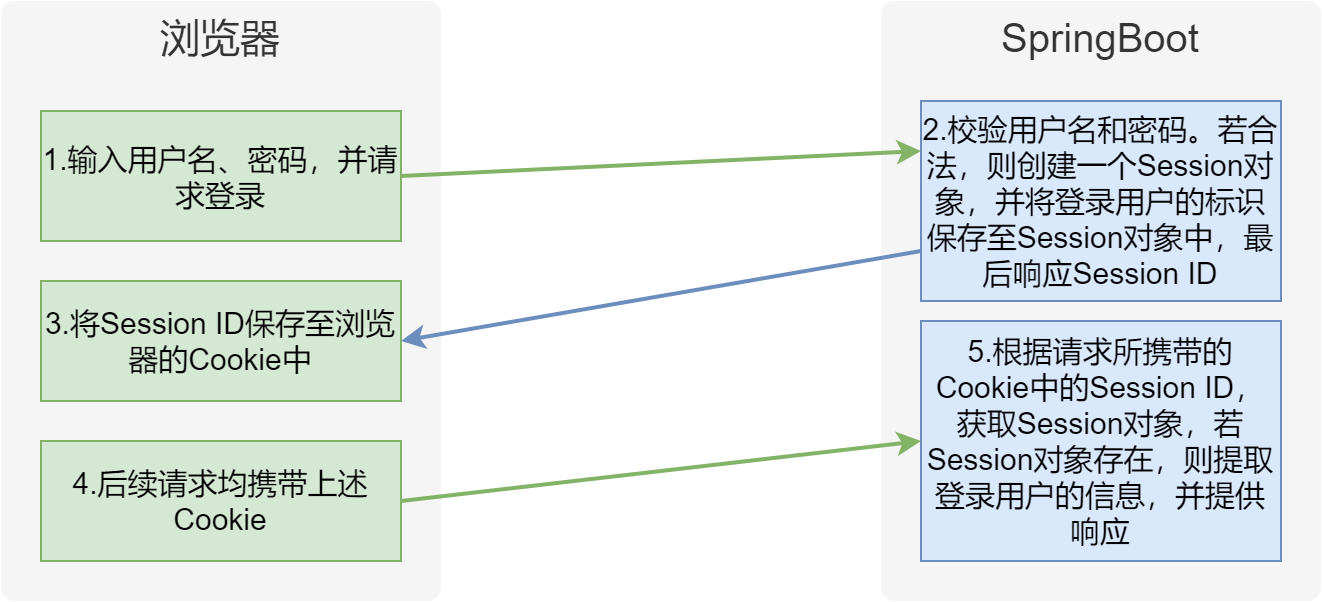 浏览器
SpringBoot
1.输入用户名、密码，并请
求登录
2.校验用户名和密码。若合
法，则创建一个Session对
象，并将登录用户的标识
保存至Session对象中，最
后响应Session ID
3.将Session ID保存至浏览
器的Cookie中
4.后续请求均携带上述
Cookie
5.根据请求所携带的
Cookie中的Session ID，
获取Session对象，若
Session对象存在，则提取
登录用户的信息，并提供
响应